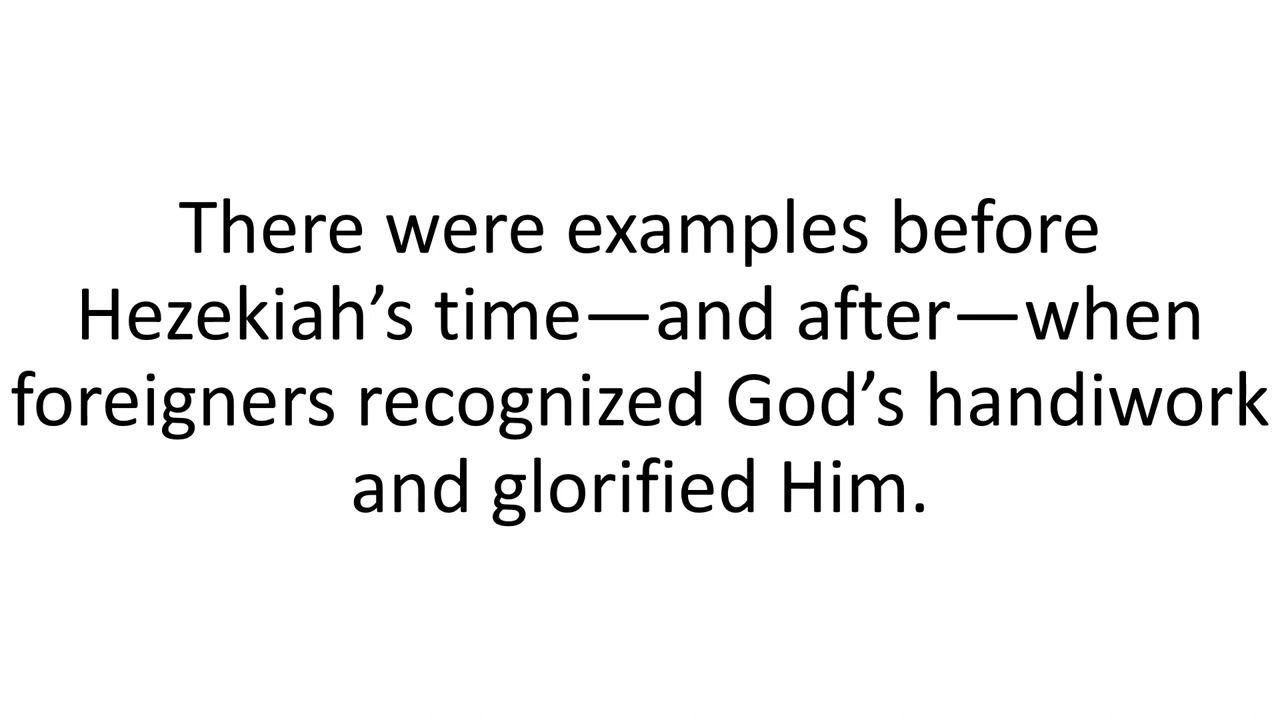 There were examples before
Hezekiah’s time—and after—when
foreigners recognized God’s handiwork
and glorified Him.